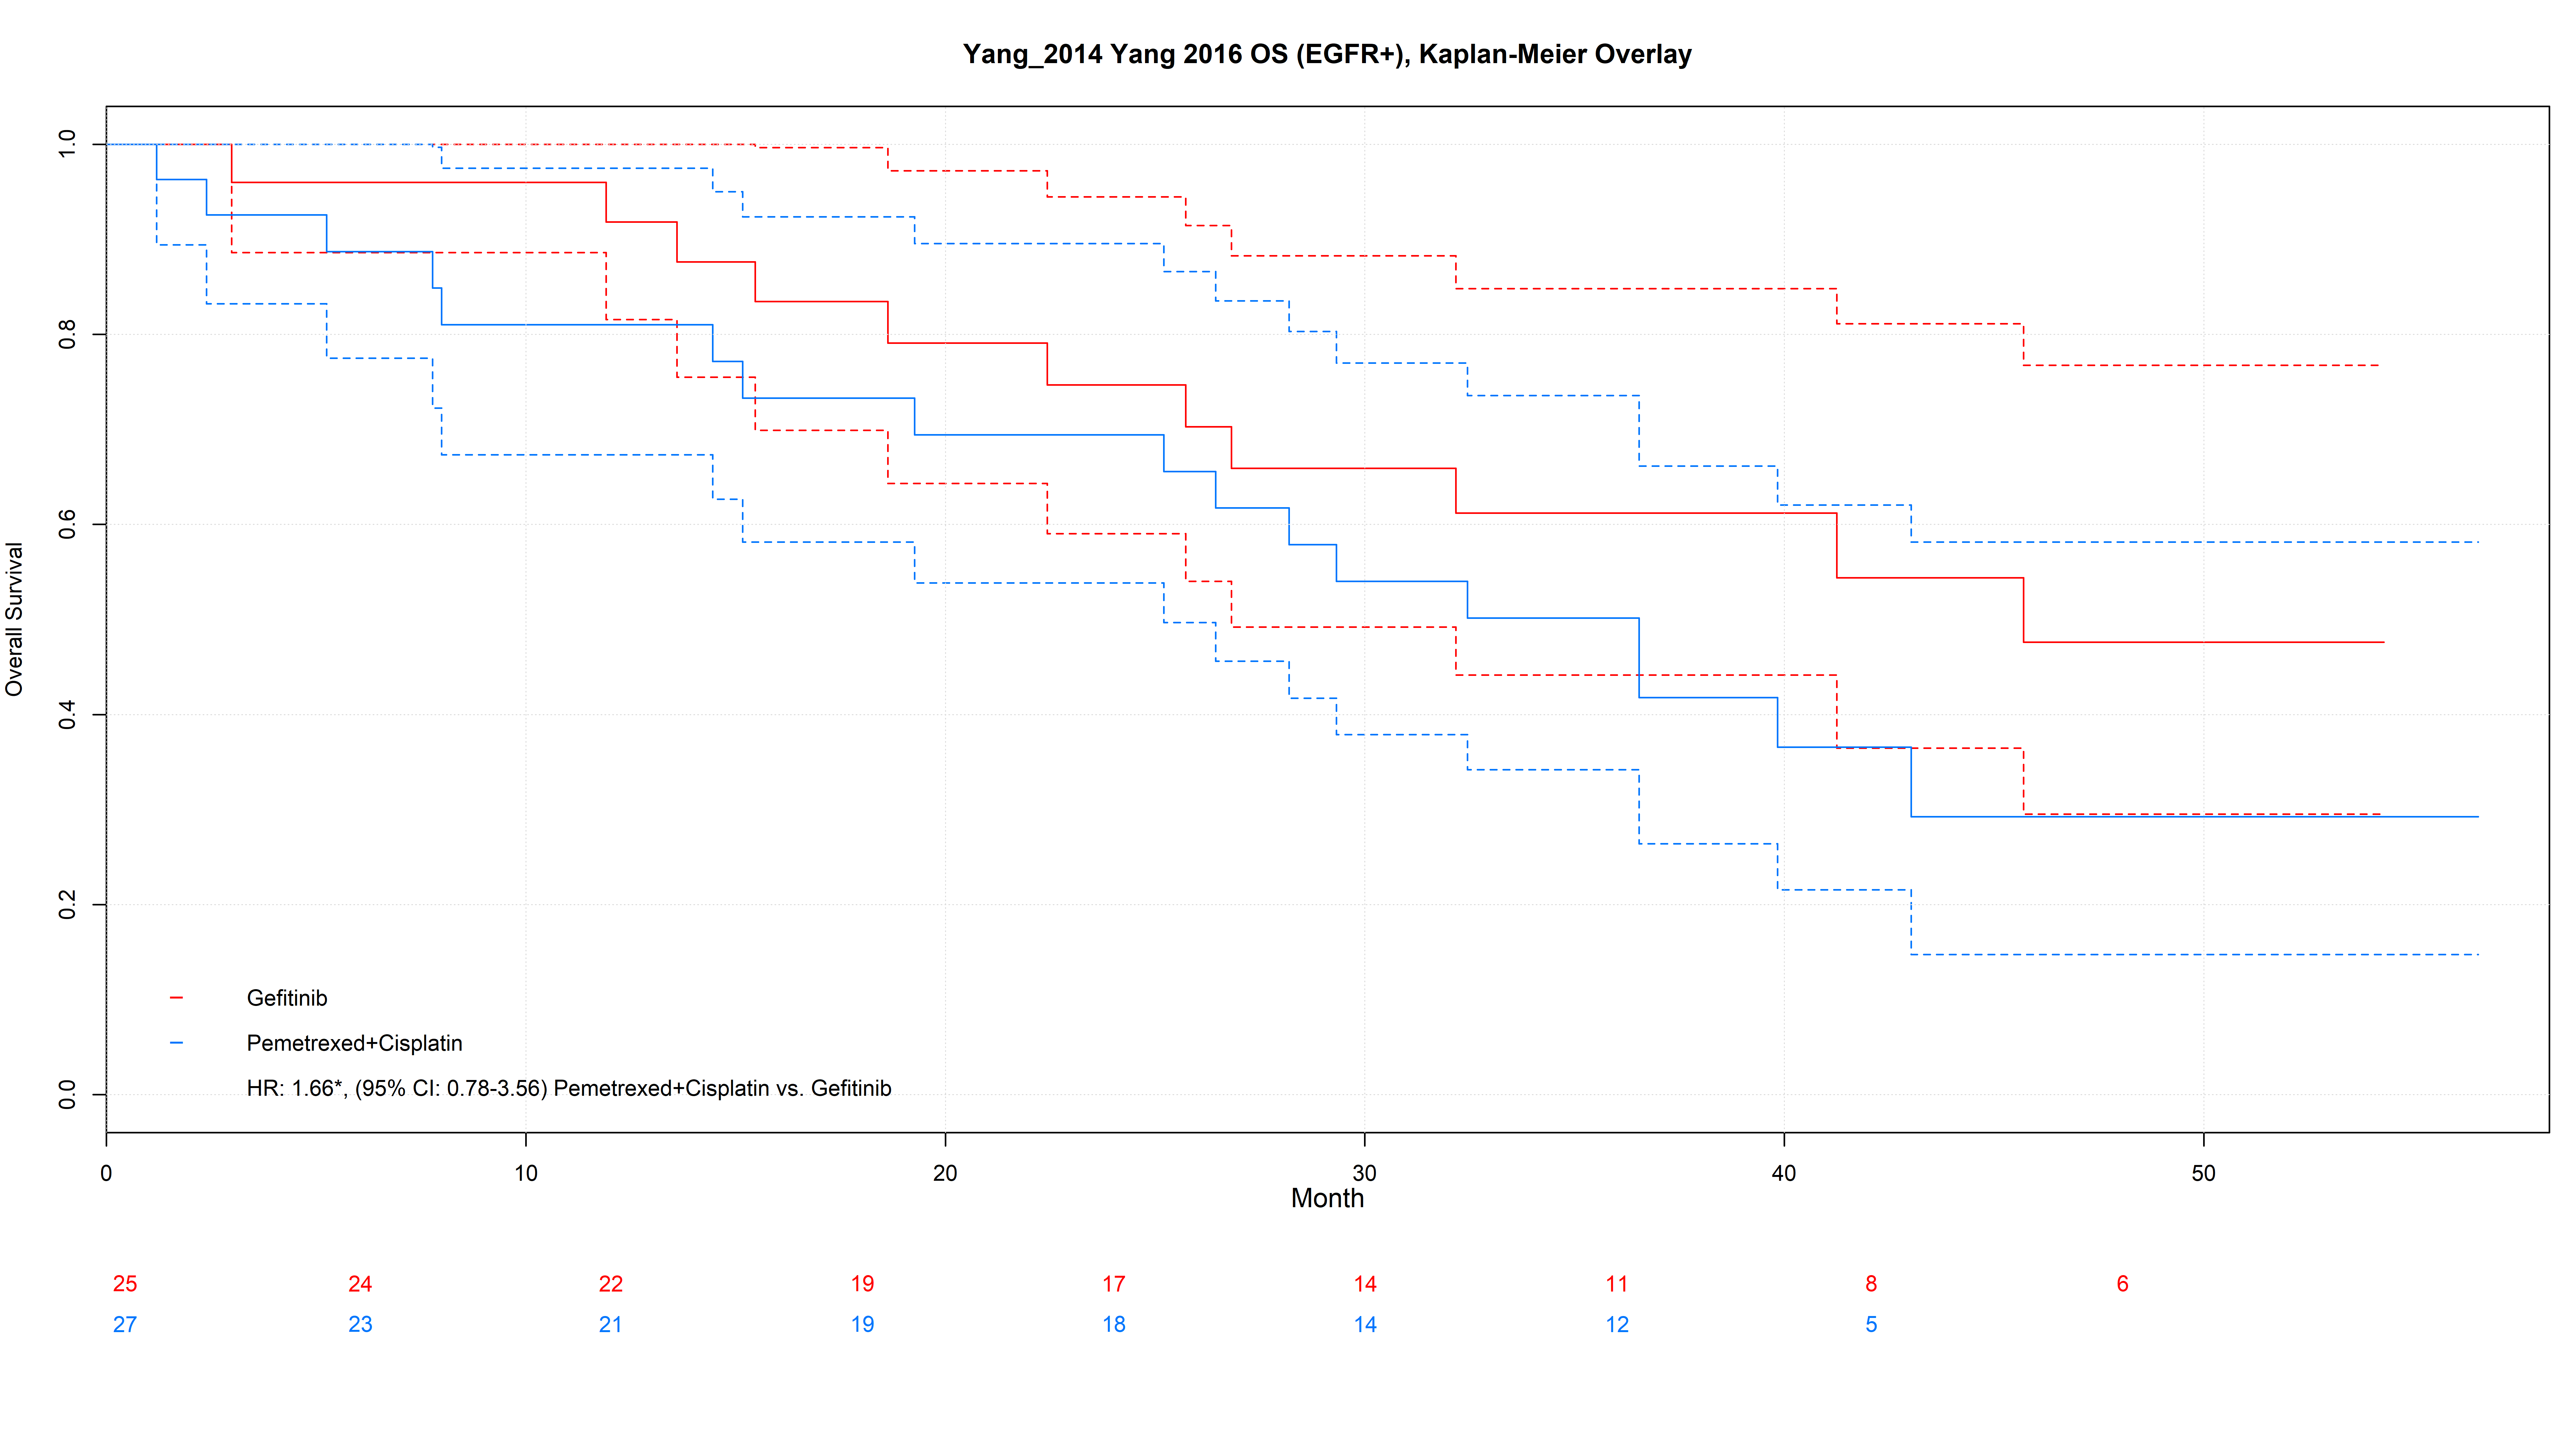 Yang_2014 Yang 2016 OS (EGFR+), Kaplan-Meier Overlay
Overall Survival
1.0
0.8
0.6
0.4
0.2
0.0
Gefitinib
Pemetrexed+Cisplatin
HR: 1.66*, (95% CI: 0.78-3.56) Pemetrexed+Cisplatin vs. Gefitinib
0 10 20 30 40 50
Month
25 24 22 19 17 14 11 8 6
27 23 21 19 18 14 12 5